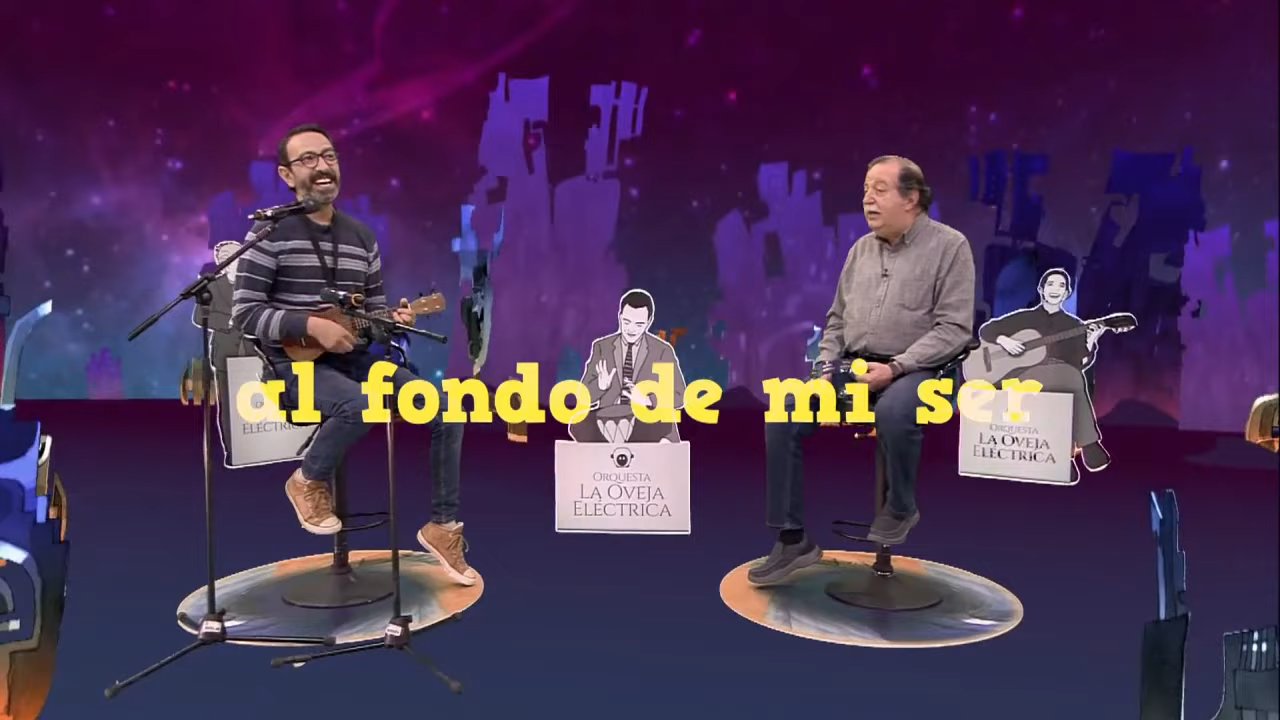 al fondo de mi ser
ELÉCTRICA
ORQUESTA
LA OVEJA
ELÉCTRICA
ORQUESTA
LA OVEJA
ELÉCTRICA